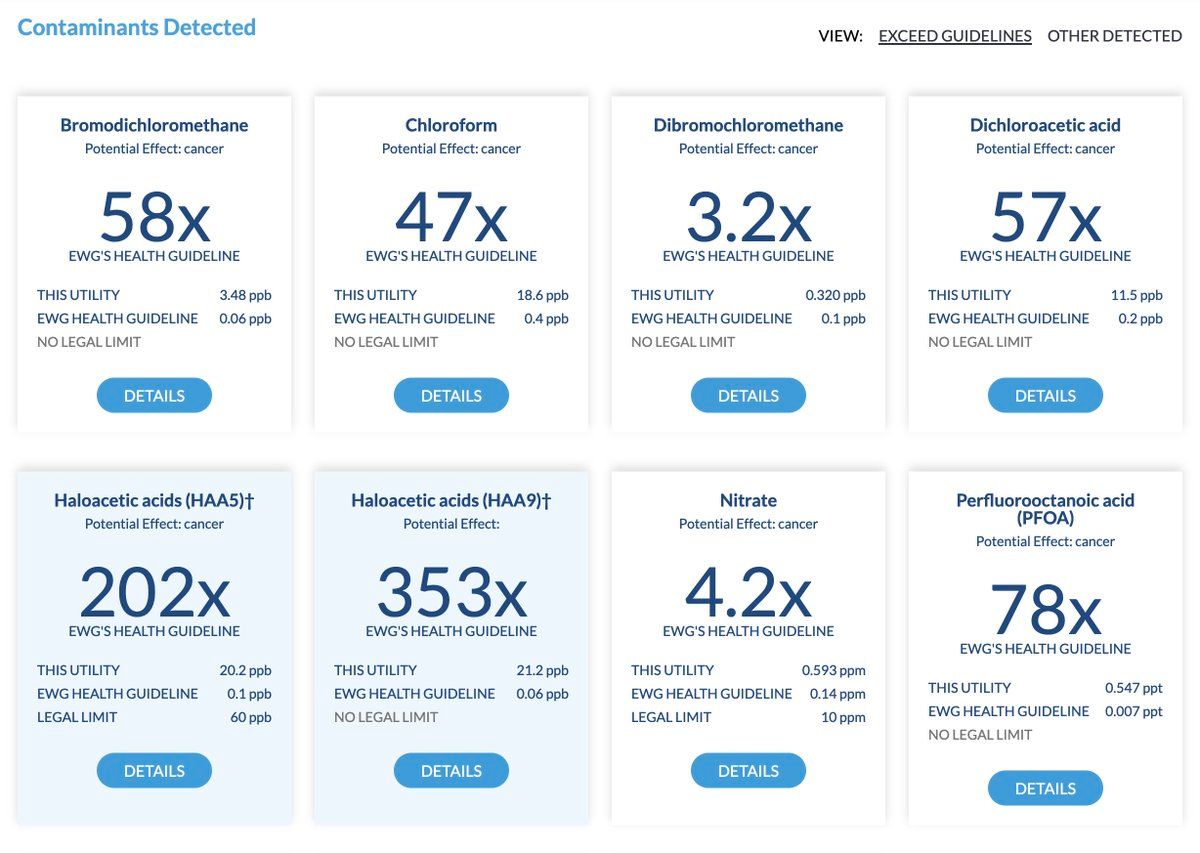 Contaminants Detected
VIEW: EXCEED GUIDELINES OTHER DETECTED
Bromodichloromethane
Potential Effect: cancer
58x
EWG'S HEALTH GUIDELINE
THIS UTILITY 3.48 ppb
EWG HEALTH GUIDELINE 0.06 ppb
NO LEGAL LIMIT
DETAILS
Chloroform
Potential Effect: cancer
47x
EWG'S HEALTH GUIDELINE
THIS UTILITY 18.6 ppb
EWG HEALTH GUIDELINE 0.4 ppb
NO LEGAL LIMIT
DETAILS
Dibromochloromethane
Potential Effect: cancer
3.2x
EWG'S HEALTH GUIDELINE
THIS UTILITY 0.320 ppb
EWG HEALTH GUIDELINE 0.1 ppb
NO LEGAL LIMIT
DETAILS
Dichloroacetic acid
Potential Effect: cancer
57x
EWG'S HEALTH GUIDELINE
THIS UTILITY 11.5 ppb
EWG HEALTH GUIDELINE 0.2 ppb
NO LEGAL LIMIT
DETAILS
Haloacetic acids (HAA5)†
Potential Effect: cancer
202x
EWG'S HEALTH GUIDELINE
THIS UTILITY 20.2 ppb
EWG HEALTH GUIDELINE 0.1 ppb
LEGAL LIMIT 60 ppb
DETAILS
Haloacetic acids (HAA9)†
Potential Effect:
353x
EWG'S HEALTH GUIDELINE
THIS UTILITY 21.2 ppb
EWG HEALTH GUIDELINE 0.06 ppb
NO LEGAL LIMIT
DETAILS
Nitrate
Potential Effect: cancer
4.2x
EWG'S HEALTH GUIDELINE
THIS UTILITY 0.593 ppm
EWG HEALTH GUIDELINE 0.14 ppm
LEGAL LIMIT 10 ppm
DETAILS
Perfluorooctanoic acid
(PFOA)
Potential Effect: cancer
78x
EWG'S HEALTH GUIDELINE
THIS UTILITY 0.547 ppt
EWG HEALTH GUIDELINE 0.007 ppt
NO LEGAL LIMIT
DETAILS